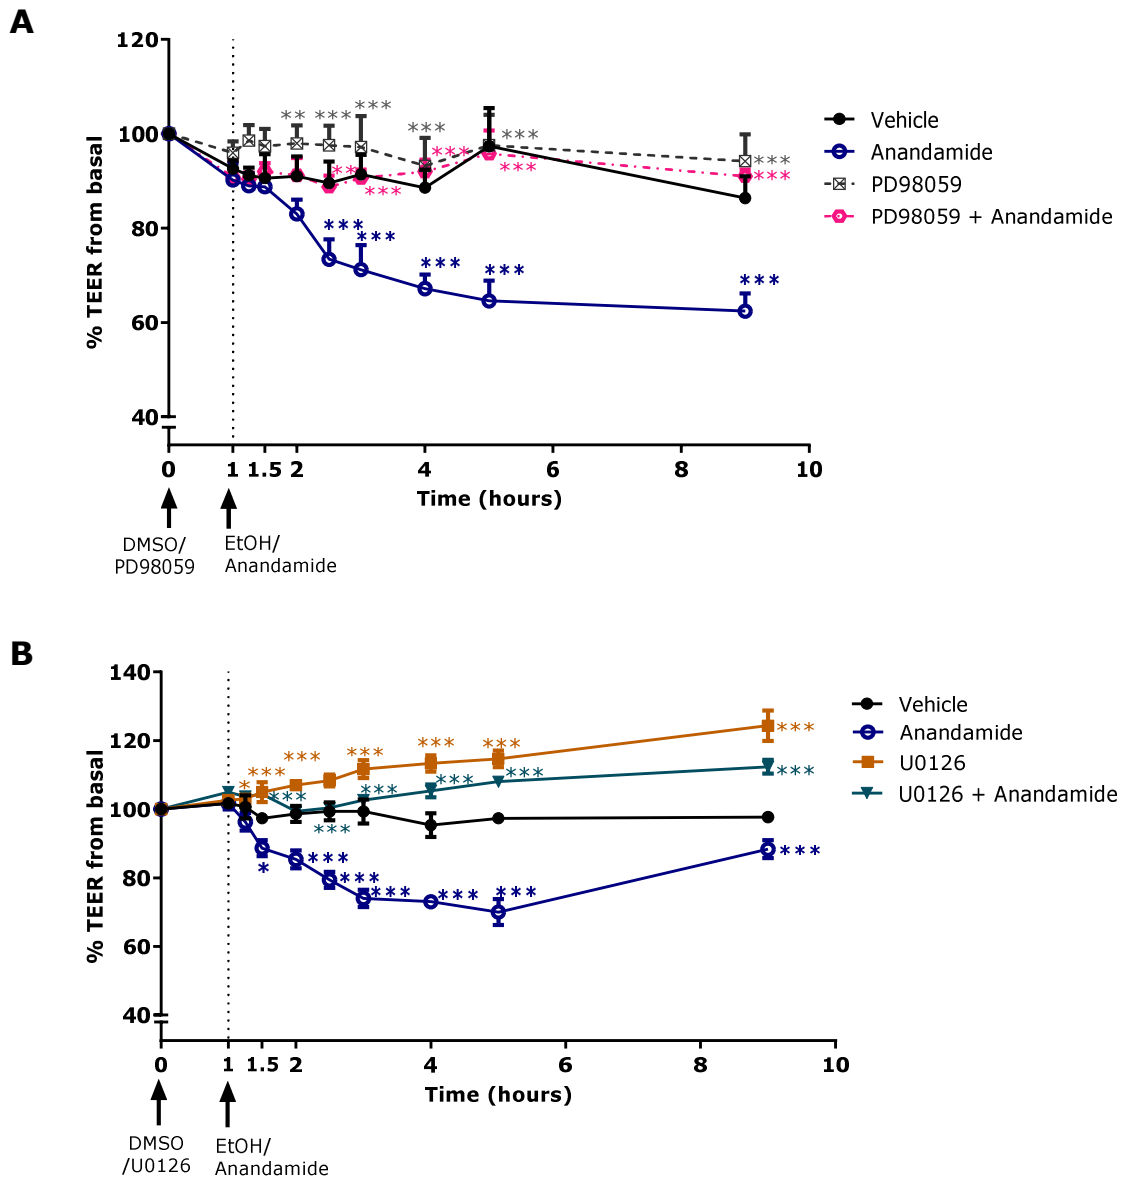 A
120
100
80
60
40
% TEER from basal
** *** *** *** ***
*** *** *** ***
** *** *** *** ***
*** *** *** *** ***
Vehicle
Anandamide
PD98059
PD98059 + Anandamide
0 1 1.5 2 4 6 8 10
Time (hours)
DMSO/
PD98059
EtOH/
Anandamide
B
140
120
100
80
60
40
% TEER from basal
* *** *** *** *** *** ***
*** *** *** *** *** ***
* *** *** *** *** *** ***
Vehicle
Anandamide
U0126
U0126 + Anandamide
0 1 1.5 2 4 6 8 10
Time (hours)
DMSO
/U0126
EtOH/
Anandamide